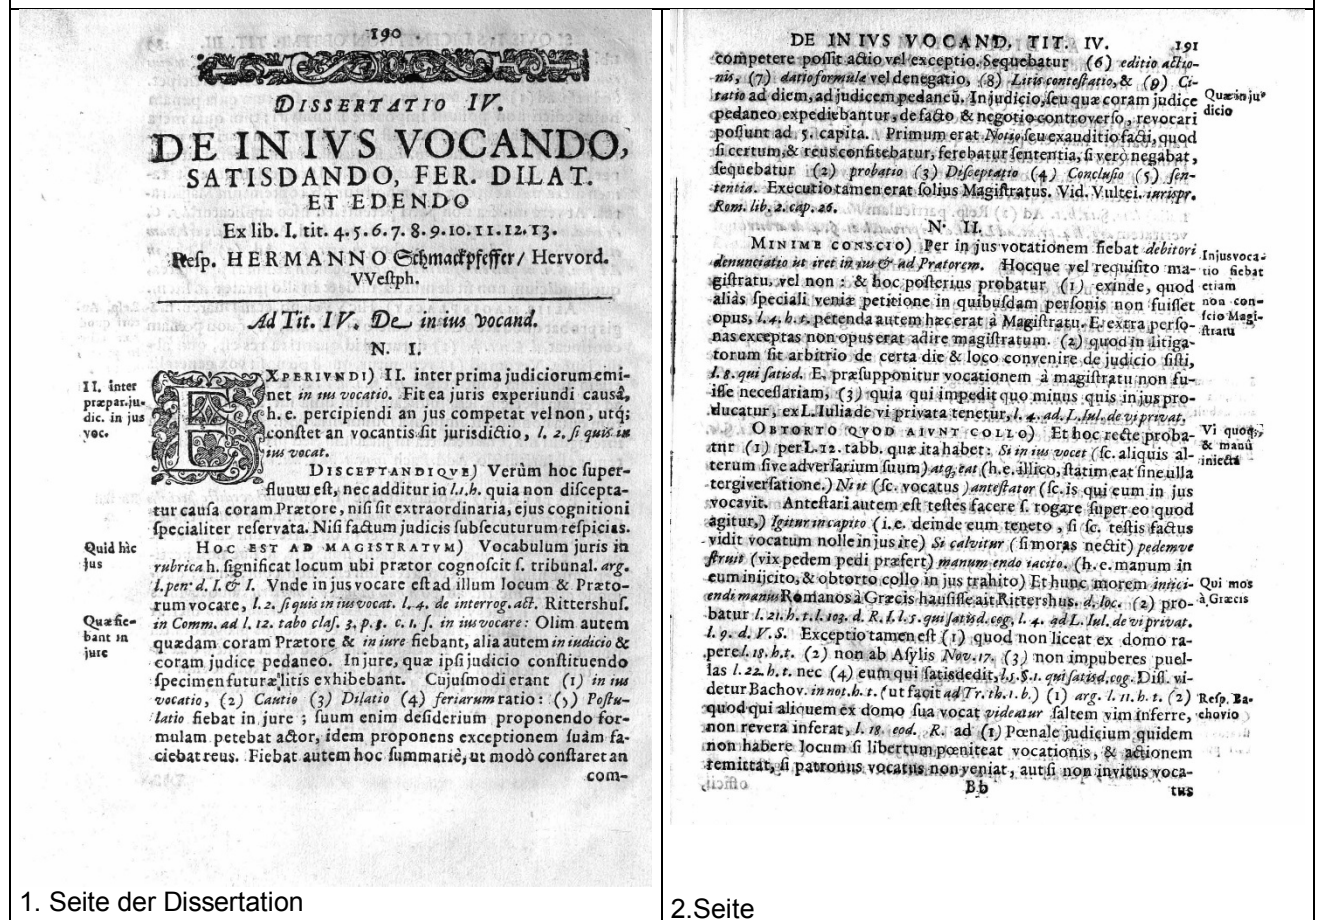 190
DISSERTATIO IV.
DE IN IVS VOCANDO,
SATISDANDO, FER. DILAT.
ET EDENDO
Ex lib. I. tit. 4. 5. 6. 7. 8. 9. 10. 11. 12. 13.
Resp. HERMANNO Schmackpfeffer / Hervord.
VVestph.
Ad Tit. IV. De in ius vocand.
N. I.
II. inter
præpar. ju-
dic. in jus
voc.
EXPERIVNDI) II. inter prima judiciorum emi-
net in ius vocatio. Fit ea juris experiundi causâ,
h. e. percipiendi an jus competat vel non, utq;
constet an vocantis sit jurisdictio, l. 2. si quis in
ius vocat.
DISCEPTANDIQVE) Verùm hoc super-
fluum est, nec additur in l. 1. h. quia non discepta-
tur causa coram Prætore, nisi sit extraordinaria, ejus cognitioni
specialiter reservata. Nisi factum judicis subsecuturum respicias.
Quid hîc
jus
HOC EST AD MAGISTRATVM) Vocabulum juris in
rubrica h. significat locum ubi prætor cognoscit s. tribunal. arg.
l. pen. d. I. & I. Vnde in jus vocare est ad illum locum & Præto-
rum vocare, l. 2. si quis in ius vocat. l. 4. de interrog. act. Rittershus.
in Comm. ad l. 12. tabo clas. 3. p. 8. c. 1. s. in ius vocare: Olim autem
Quæ fie-
bant in
jure
quædam coram Prætore & in iure fiebant, alia autem in iudicio &
coram judice pedaneo. In jure, quæ ipsi judicio constituendo
specimen futuræ litis exhibebant. Cujusmodi erant (1) in ius
vocatio, (2) Cautio (3) Dilatio (4) feriarum ratio: (5) Postu-
latio fiebat in jure; suum enim desiderium proponendo for-
mulam petebat actor, idem proponens exceptionem suàm fa-
ciebat reus. Fiebat autem hoc summariè, ut modò constaret an
com-
1. Seite der Dissertation
DE IN IVS VOCAND. TIT. IV. 191
competere possit actio vel exceptio. Sequebatur (6) editio actio-
nis, (7) datio formulæ vel denegatio, (8) Litis contestatio, & (9) Ci-
tatio ad diem, ad judicem pedaneũ. In judicio, seu quæ coram judice
Quæ in ju-
dicio
pedaneo expediebantur, de facto & negotio controverso, revocari
possunt ad 5. capita. Primum erat Notio seu exauditio facti, quod
si certum, & reus confitebatur, ferebatur sententia, si vero negabat,
sequebatur (2) probatio (3) Disceptatio (4) Conclusio (5) sen-
tentia. Executio tamen erat solius Magistratus. Vid. Vultei. iurispr.
Rom. lib. 2. cap. 26.
N. II.
MINIME CONSCIO) Per in jus vocationem fiebat debitori
denunciatio ut iret in ius & ad Prætorem. Hocque vel requisito ma-
gistratu, vel non: & hoc posterius probatur (1) exinde, quod
aliàs speciali veniæ petitione in quibusdam personis non fuisset
opus, l. 4. h. t. petenda autem hæc erat à Magistratu. E. extra perso-
nas exceptas non opus erat adire magistratum. (2) quod in litiga-
torum sit arbitrio de certa die & loco convenire de judicio sisti,
l. 8. qui satisd. E. præsupponitur vocationem à magistratu non fu-
isse necessariam, (3) quia qui impedit quo minus quis in jus pro-
ducatur, ex L. Iulia de vi privata tenetur, l. 4. ad. L. Iul. de vi privat.
In jus voca-
tio fiebat
etiam
non con-
scio Magi-
stratu
OBTORTO QVOD AIVNT COLLO) Et hoc recte proba-
tur (1) per L. 12. tabb. quæ ita habet: Si in ius vocet (sc. aliquis al-
terum sive adversarium suum) atq; eat (h. e. illico, statim eat sine ulla
Vi quoq;
& manû
iniectâ
tergiversatione.) Ni it (sc. vocatus) antestator (sc. is qui eum in jus
vocavit. Antestari autem est testes facere s. rogare super eo quod
agitur,) Igitur incapito (i. e. deinde eum teneto, si sc. testis factus
vidit vocatum nolle in jus ire) Si calvitur (si moras nectit) pedemve
struit (vix pedem pedi præfert) manum endo iacito. (h. e. manum in
eum injicito, & obtorto collo in jus trahito) Et hunc morem iniici-
endi manus Romanos à Græcis hausisse ait Rittershus. d. loc. (2) pro-
Qui mos
à Græcis
batur l. 21. h. t. l. 103. d. R. I. l. 5. qui satisd. cog. l. 4. ad L. Iul. de vi privat.
l. 9. d. V. S. Exceptio tamen est (1) quod non liceat ex domo ra-
pere l. 18. h. t. (2) non ab Asylis Nov. 17. (3) non impuberes puel-
las l. 22. h. t. nec (4) eum qui satisdedit, l. 5. §. 1. qui satisd. cog. Diss. vi-
detur Bachov. in not. h. t. (ut facit ad Tr. th. 1. b.) (1) arg. l. 11. h. t. (2)
Resp. Ba-
chovio
quod qui aliquem ex domo sua vocat videatur saltem vim inferre,
non revera inferat, l. 18. eod. R. ad (1) Pœnale judicium quidem
non habere locum si libertum pœniteat vocationis, & actionem
remittat, si patronus vocatus non veniat, aut si non invitus voca-
Bb
tus
2.Seite